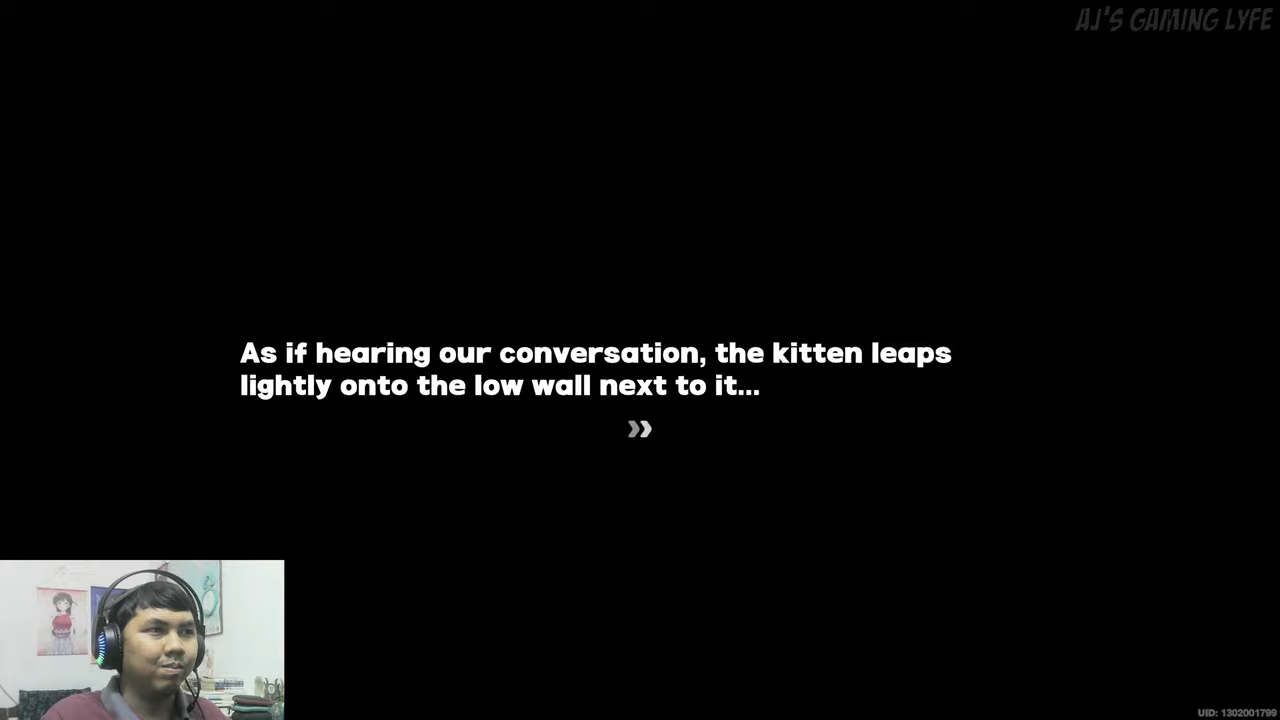 AJ'S GAMING LYFE
As if hearing our conversation, the kitten leaps
lightly onto the low wall next to it...
UID: 1302001799